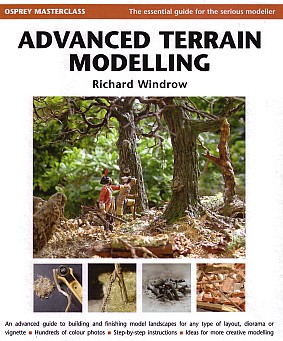 OSPREY MASTERCLASS
The essential guide for the serious modeller
ADVANCED TERRAIN
MODELLING
Richard Windrow
An advanced guide to building and finishing model landscapes for any type of layout, diorama or
vignette ■ Hundreds of colour photos ■ Step-by-step instructions ■ Ideas for more creative modelling